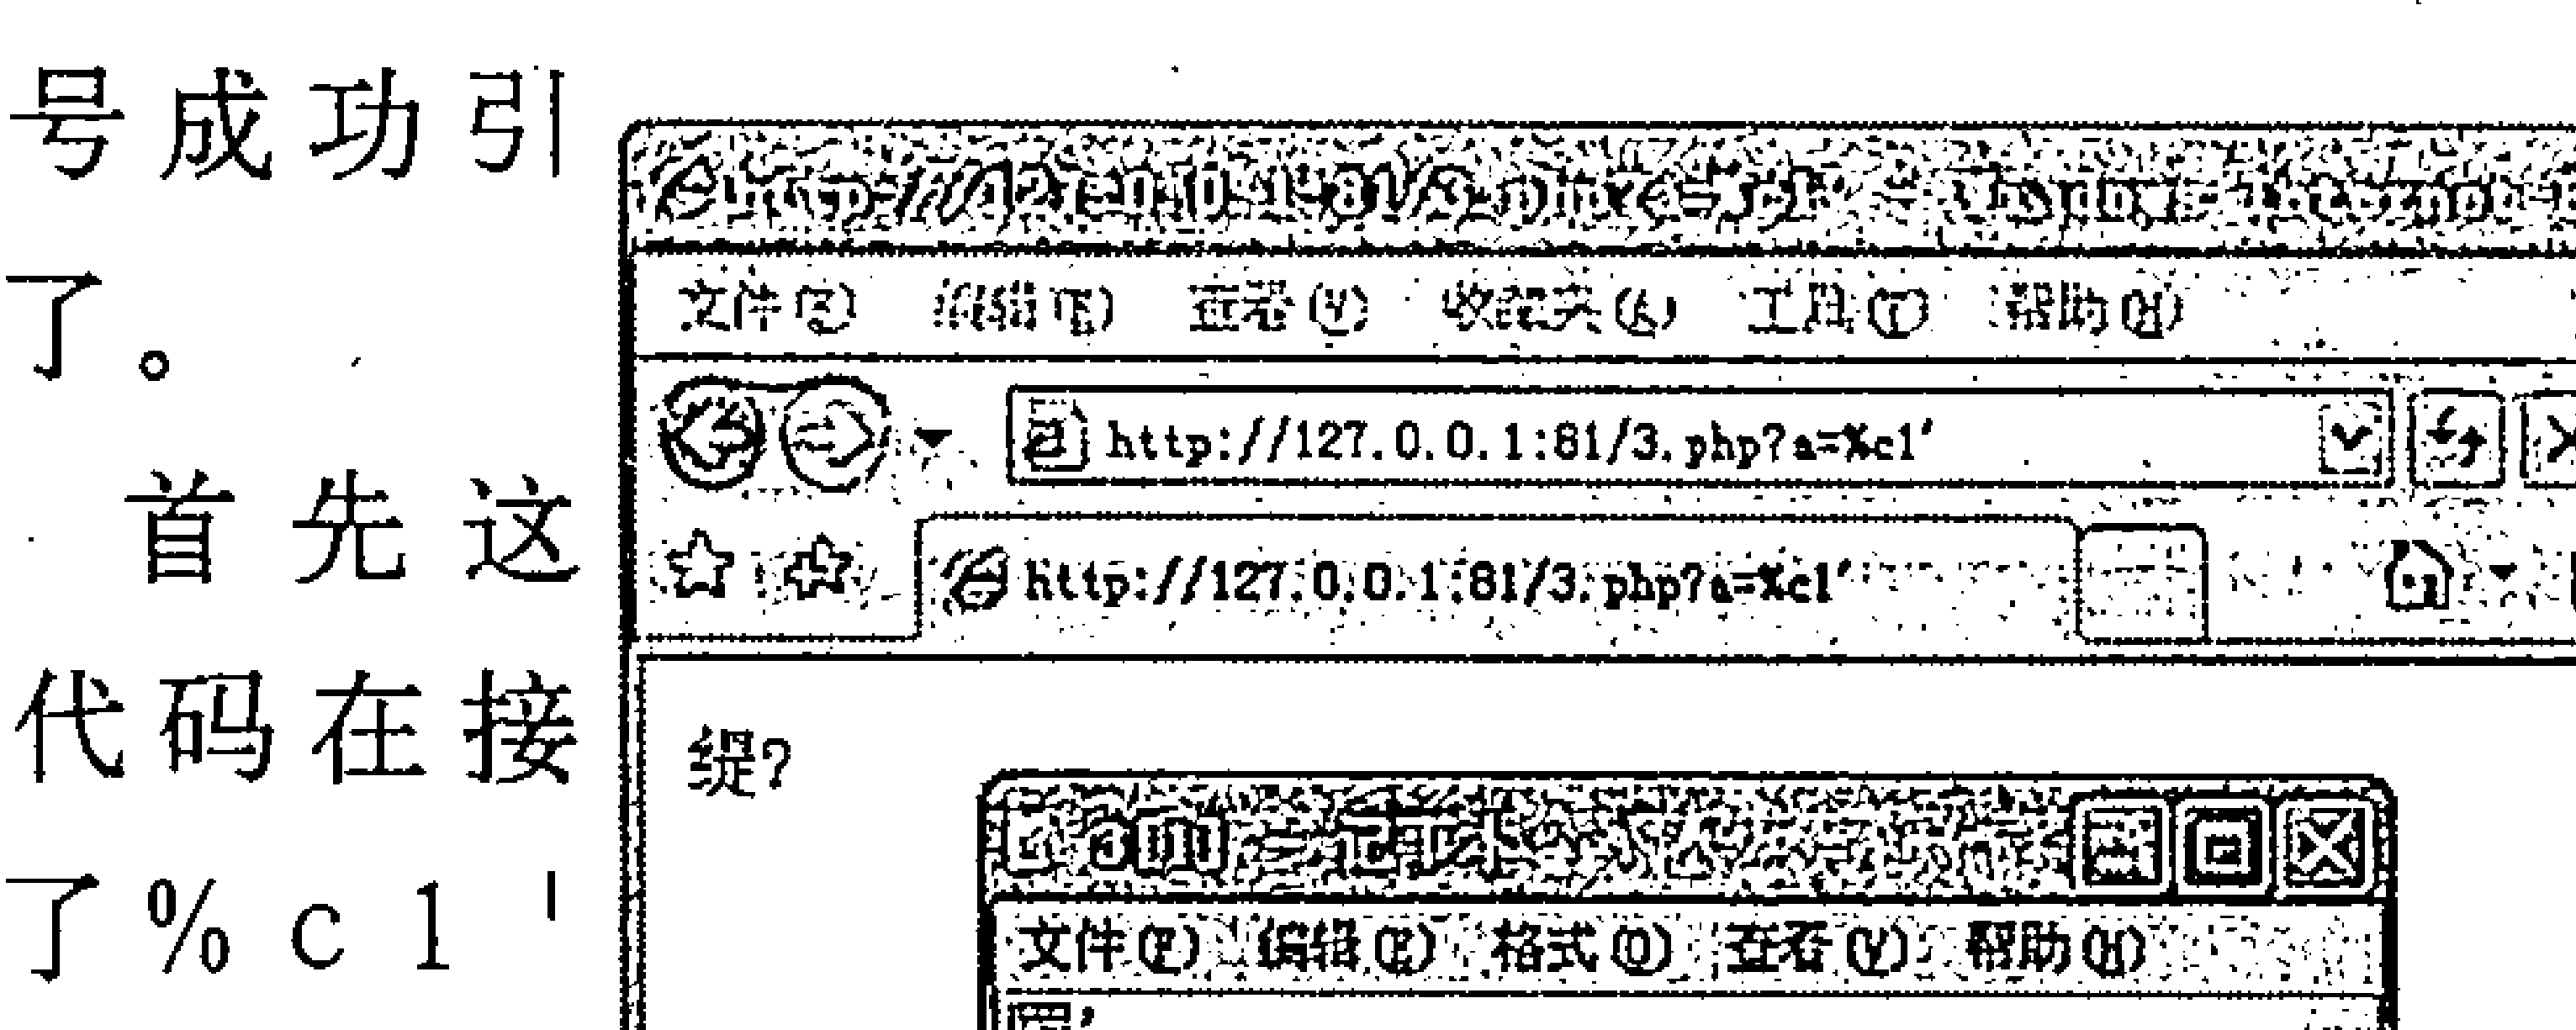 号成功引
了。
首先这
代码在接
了%c1'
文件(F) 编辑(E) 查看(V) 收藏夹(A) 工具(T) 帮助(H)
http://127.0.0.1:81/3.php?a=%c1'
http://127.0.0.1:81/3.php?a=%c1'
缇?
文件(F) 编辑(E) 格式(O) 查看(V) 帮助(H)